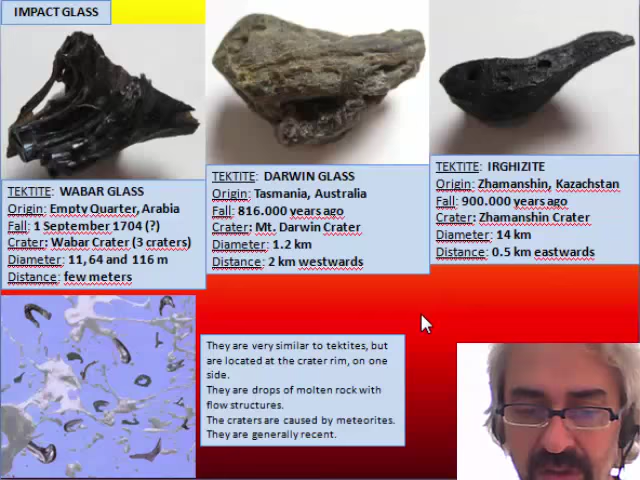 IMPACT GLASS
TEKTITE: WABAR GLASS
Origin: Empty Quarter, Arabia
Fall: 1 September 1704 (?)
Crater: Wabar Crater (3 craters)
Diameter: 11, 64 and 116 m
Distance: few meters
TEKTITE: DARWIN GLASS
Origin: Tasmania, Australia
Fall: 816.000 years ago
Crater: Mt. Darwin Crater
Diameter: 1.2 km
Distance: 2 km westwards
TEKTITE: IRGHIZITE
Origin: Zhamanshin, Kazachstan
Fall: 900.000 years ago
Crater: Zhamanshin Crater
Diameter: 14 km
Distance: 0.5 km eastwards
They are very similar to tektites, but
are located at the crater rim, on one
side.
They are drops of molten rock with
flow structures.
The craters are caused by meteorites.
They are generally recent.